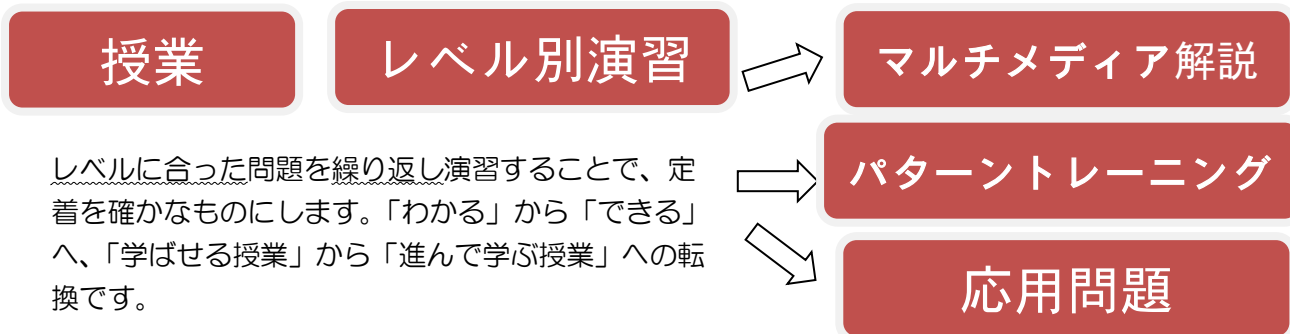 授業
レベル別演習
マルチメディア解説
パターントレーニング
応用問題
レベルに合った問題を繰り返し演習することで、定
着を確かなものにします。「わかる」から「できる」
へ、「学ばせる授業」から「進んで学ぶ授業」への転
換です。